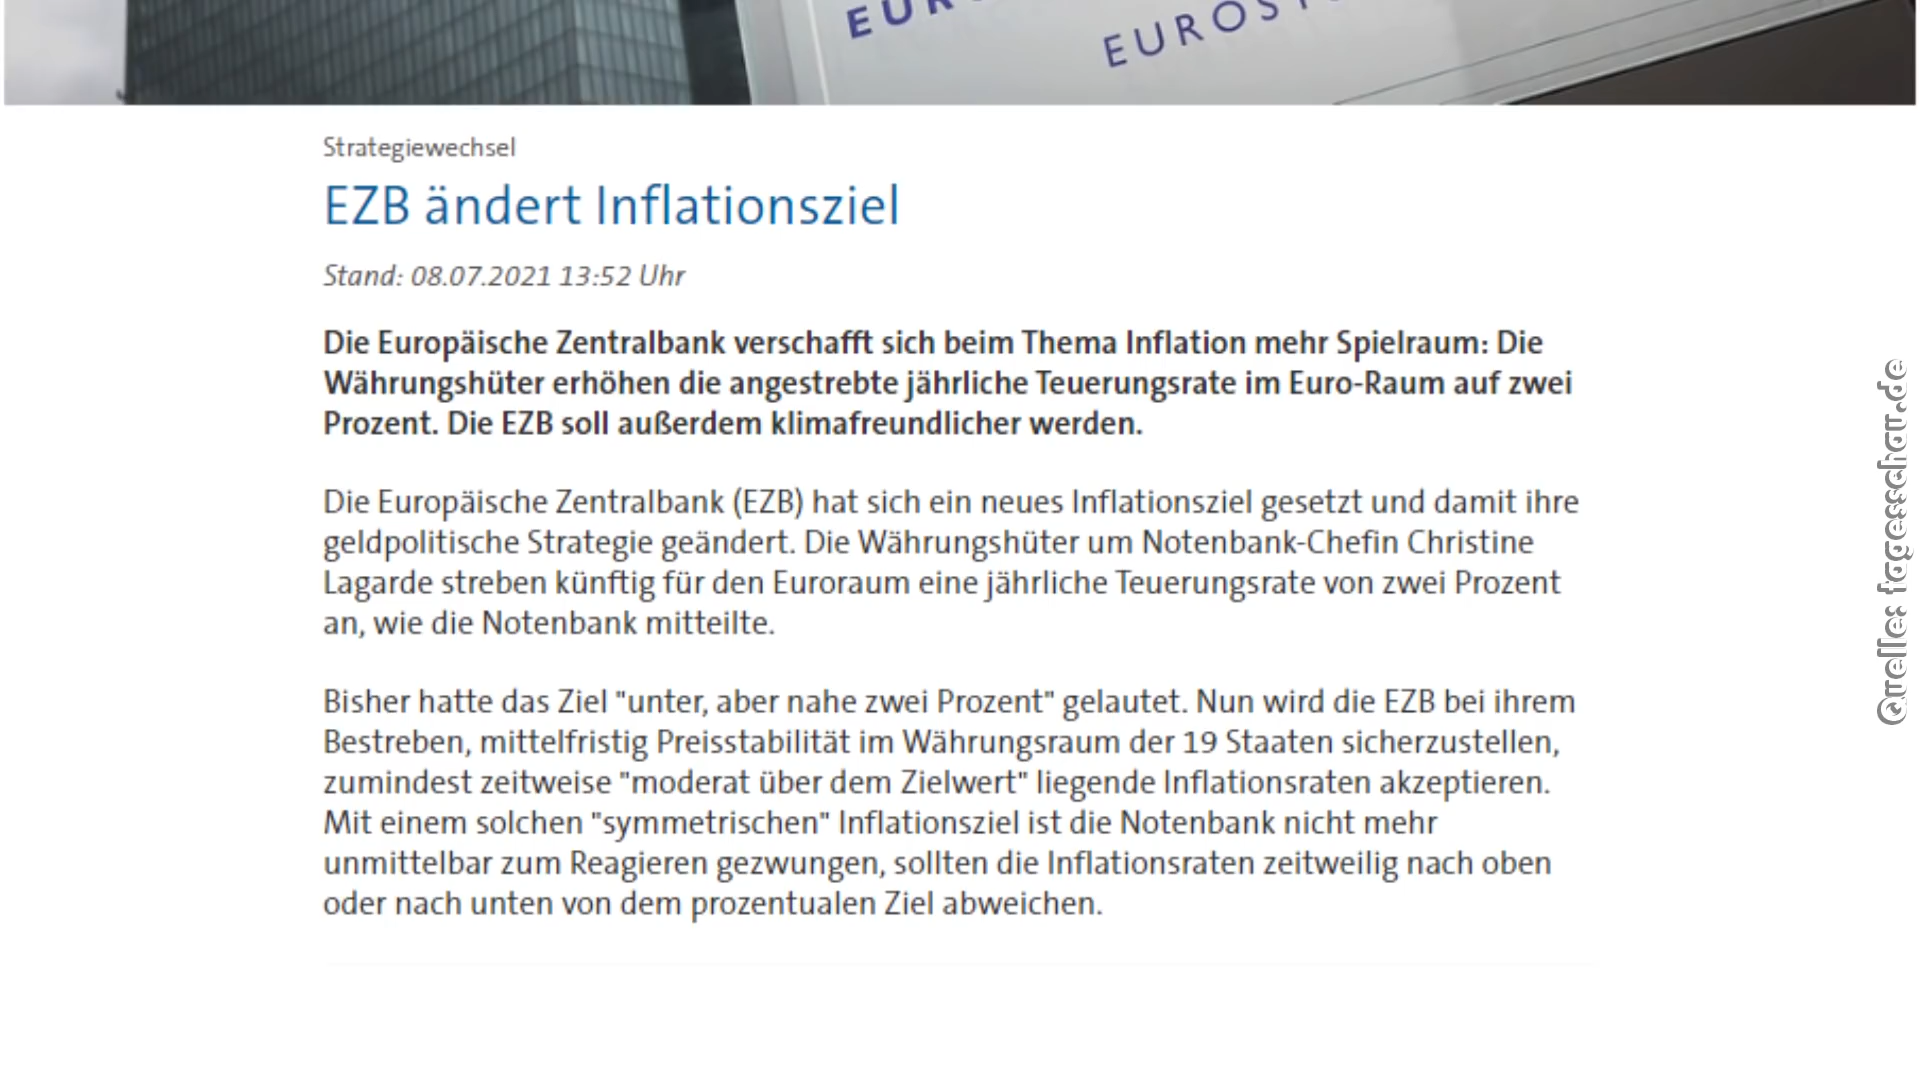 Strategiewechsel
EZB ändert Inflationsziel
Stand: 08.07.2021 13:52 Uhr
Die Europäische Zentralbank verschafft sich beim Thema Inflation mehr Spielraum: Die
Währungshüter erhöhen die angestrebte jährliche Teuerungsrate im Euro-Raum auf zwei
Prozent. Die EZB soll außerdem klimafreundlicher werden.
Die Europäische Zentralbank (EZB) hat sich ein neues Inflationsziel gesetzt und damit ihre
geldpolitische Strategie geändert. Die Währungshüter um Notenbank-Chefin Christine
Lagarde streben künftig für den Euroraum eine jährliche Teuerungsrate von zwei Prozent
an, wie die Notenbank mitteilte.
Bisher hatte das Ziel "unter, aber nahe zwei Prozent" gelautet. Nun wird die EZB bei ihrem
Bestreben, mittelfristig Preisstabilität im Währungsraum der 19 Staaten sicherzustellen,
zumindest zeitweise "moderat über dem Zielwert" liegende Inflationsraten akzeptieren.
Mit einem solchen "symmetrischen" Inflationsziel ist die Notenbank nicht mehr
unmittelbar zum Reagieren gezwungen, sollten die Inflationsraten zeitweilig nach oben
oder nach unten von dem prozentualen Ziel abweichen.
Quelle: tagesschau.de